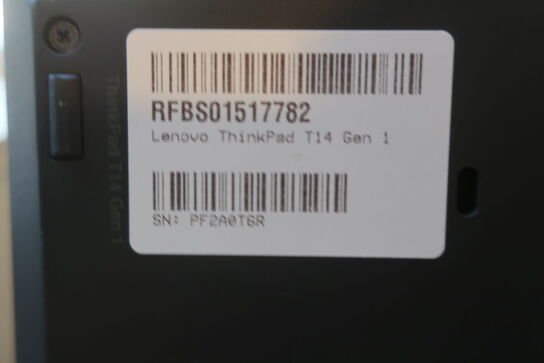 RFBS01517782
Lenovo ThinkPad T14 Gen 1
SN: PF2A0T6R
ThinkPad T14 Gen 1